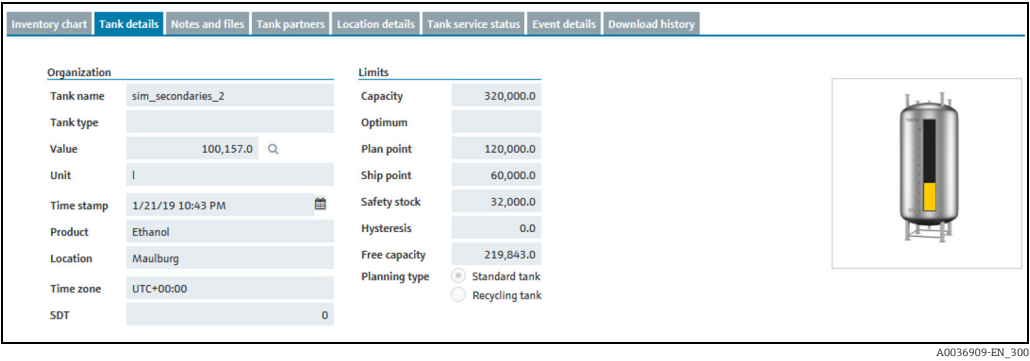 Inventory chart Tank details Notes and files Tank partners Location details Tank service status Event details Download history
Organization
Tank name sim_secondaries_2
Tank type
Value 100,157.0
Unit l
Time stamp 1/21/19 10:43 PM
Product Ethanol
Location Maulburg
Time zone UTC+00:00
SDT 0
Limits
Capacity 320,000.0
Optimum
Plan point 120,000.0
Ship point 60,000.0
Safety stock 32,000.0
Hysteresis 0.0
Free capacity 219,843.0
Planning type Standard tank
Recycling tank
A0036909-EN_300